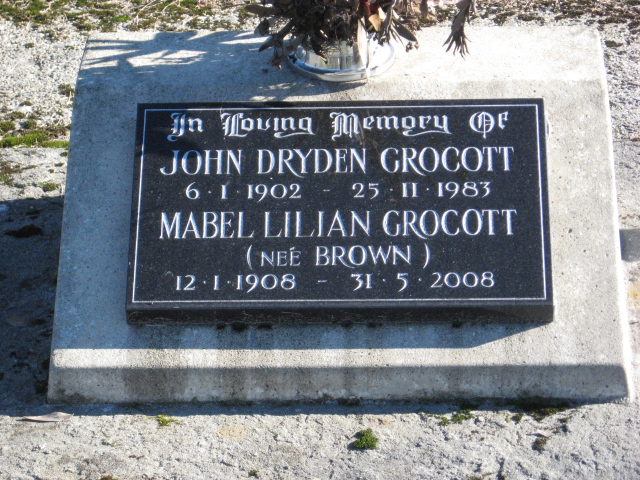 In Loving Memory Of
JOHN DRYDEN GROCOTT
6·1·1902 - 25·11·1983
MABEL LILIAN GROCOTT
(NEÉ BROWN)
12·1·1908 - 31·5·2008